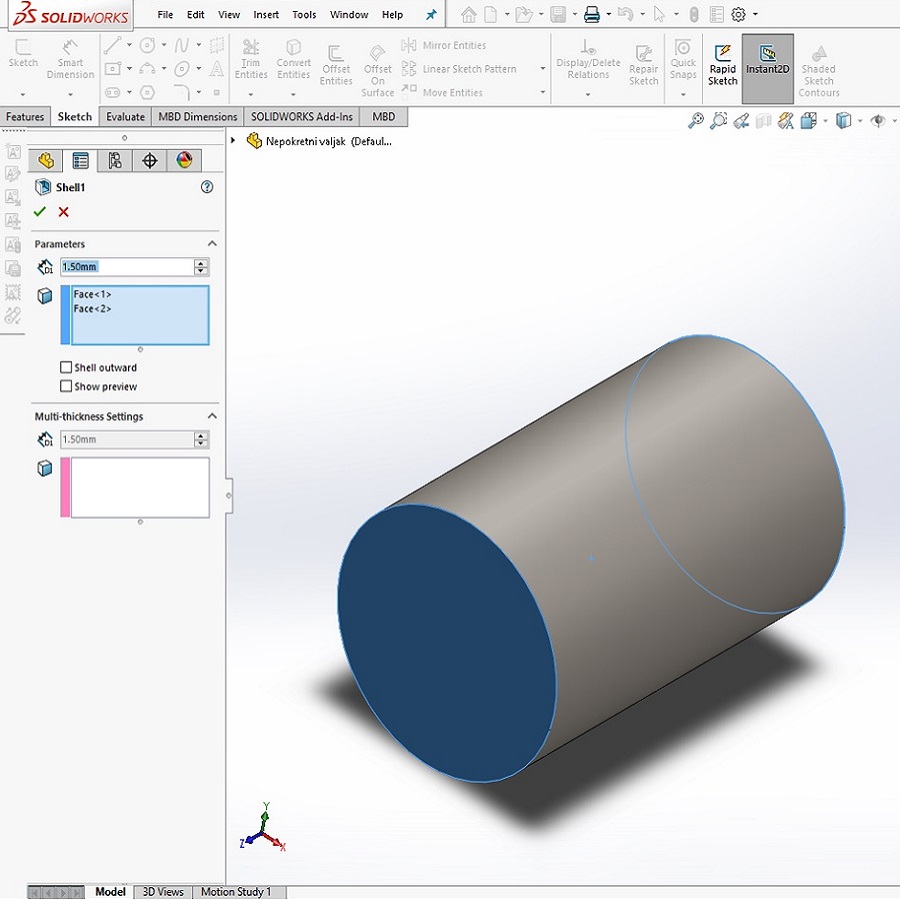 SOLIDWORKS File Edit View Insert Tools Window Help
Sketch Smart Dimension Trim Entities Convert Entities Offset Entities Offset On Surface Mirror Entities Linear Sketch Pattern Move Entities Display/Delete Relations Repair Sketch Quick Snaps Rapid Sketch Instant2D Shaded Sketch Contours
Features Sketch Evaluate MBD Dimensions SOLIDWORKS Add-Ins MBD
Nepokretni valjak (Defaul...
Shell1
Parameters
D1 1.50mm
Face<1>
Face<2>
Shell outward
Show preview
Multi-thickness Settings
D1 1.50mm
Y
Z X
Model 3D Views Motion Study 1